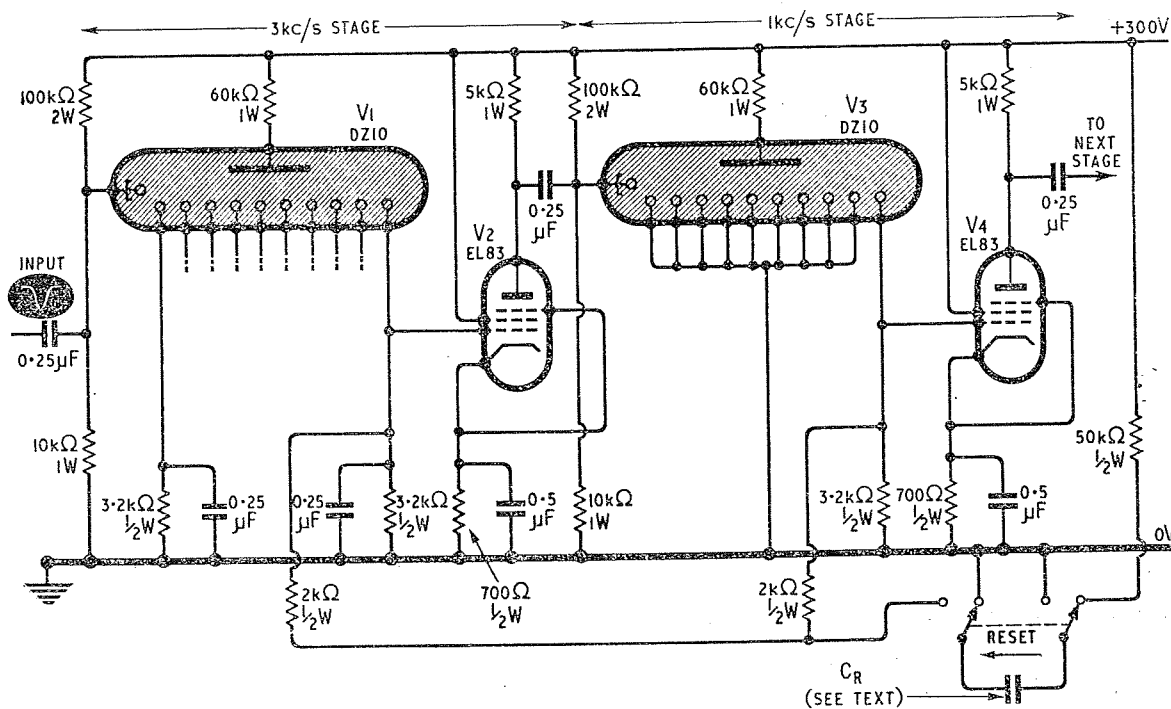 3kc/s STAGE
1kc/s STAGE
+300V
100kΩ
2W
60kΩ
1W
V1
DZ10
5kΩ
1W
100kΩ
2W
60kΩ
1W
V3
DZ10
5kΩ
1W
TO
NEXT
STAGE
0·25
µF
0·25
µF
V2
EL83
V4
EL83
INPUT
0·25µF
10kΩ
1W
3·2kΩ
½W
0·25
µF
0·25
µF
3·2kΩ
½W
0·5
µF
10kΩ
1W
3·2kΩ
½W
700Ω
½W
0·5
µF
50kΩ
½W
0V
2kΩ
½W
700Ω
½W
2kΩ
½W
RESET
CR
(SEE TEXT)